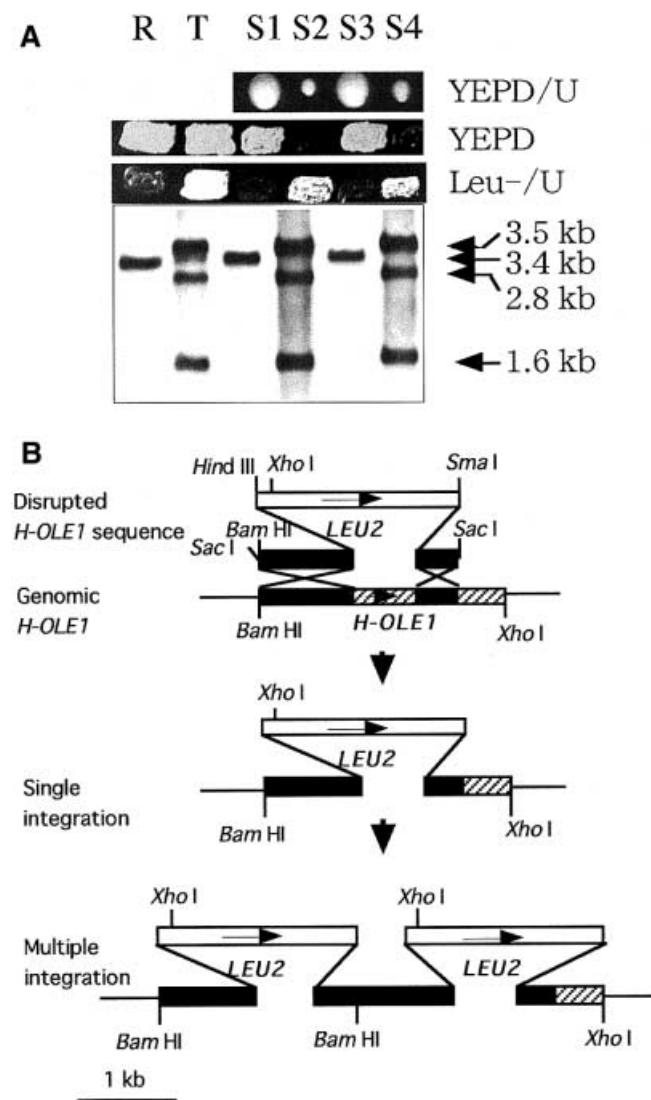 A
R T S1 S2 S3 S4
YEPD/U
YEPD
Leu-/U
3.5 kb
3.4 kb
2.8 kb
1.6 kb
B
Hind III Xho I Sma I
Disrupted
H-OLE1 sequence
Bam HI LEU2 Sac I
Sac I
Genomic
H-OLE1
Bam HI H-OLE1 Xho I
Xho I
LEU2
Single
integration
Bam HI Xho I
Xho I Xho I
Multiple
integration
LEU2 LEU2
Bam HI Bam HI Xho I
1 kb